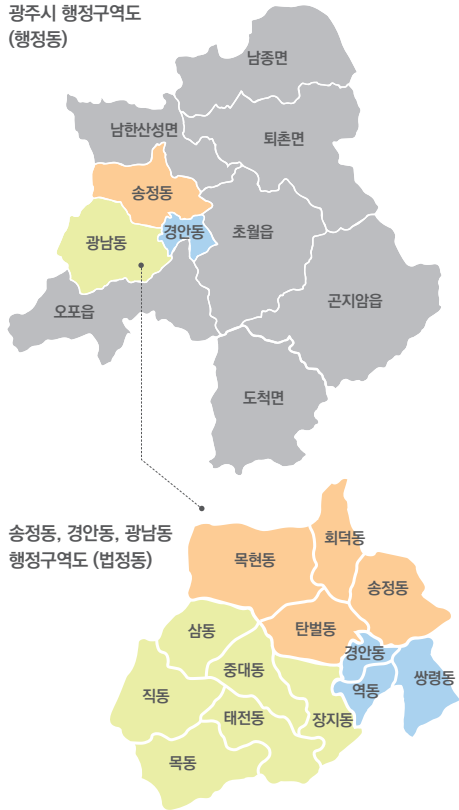 광주시 행정구역도
(행정동)
남종면
남한산성면
퇴촌면
송정동
경안동
초월읍
광남동
곤지암읍
오포읍
도척면
송정동, 경안동, 광남동
행정구역도 (법정동)
회덕동
목현동
송정동
탄벌동
삼동
경안동
중대동
쌍령동
역동
직동
태전동
장지동
목동